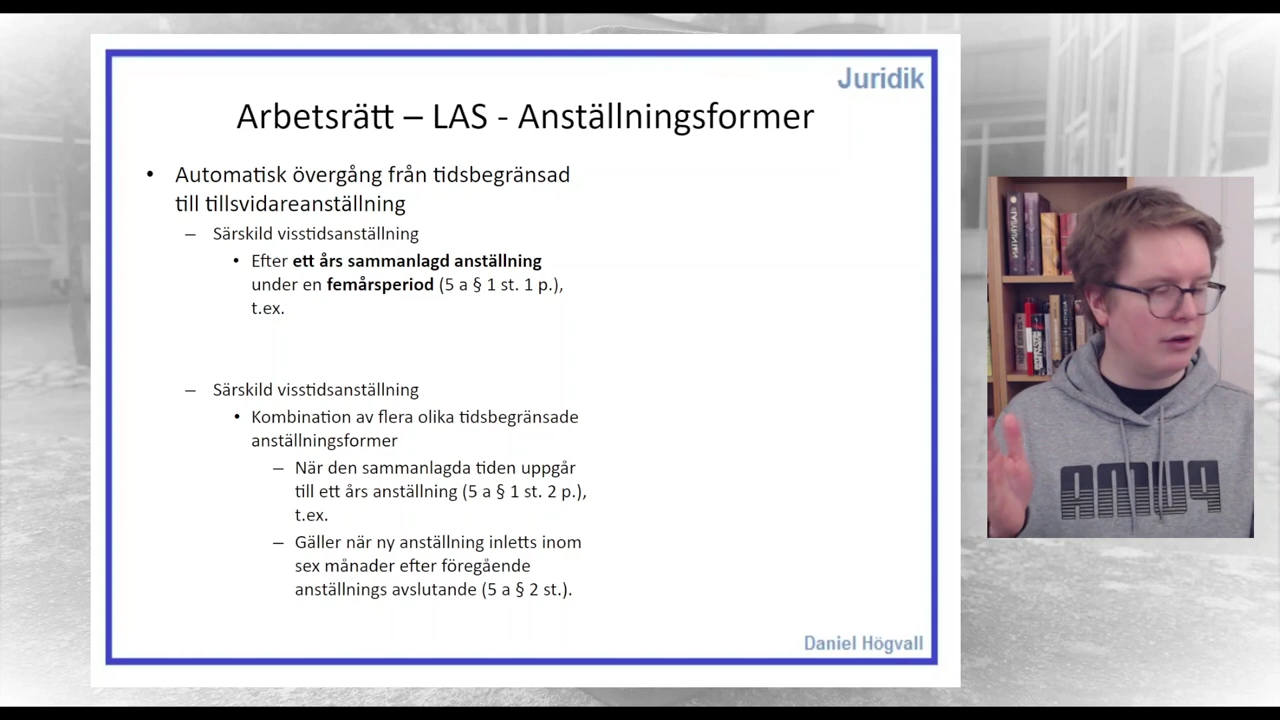 Juridik
Arbetsrätt – LAS - Anställningsformer
• Automatisk övergång från tidsbegränsad
till tillsvidareanställning
– Särskild visstidsanställning
• Efter ett års sammanlagd anställning
under en femårsperiod (5 a § 1 st. 1 p.),
t.ex.
– Särskild visstidsanställning
• Kombination av flera olika tidsbegränsade
anställningsformer
– När den sammanlagda tiden uppgår
till ett års anställning (5 a § 1 st. 2 p.),
t.ex.
– Gäller när ny anställning inletts inom
sex månader efter föregående
anställnings avslutande (5 a § 2 st.).
Daniel Högvall